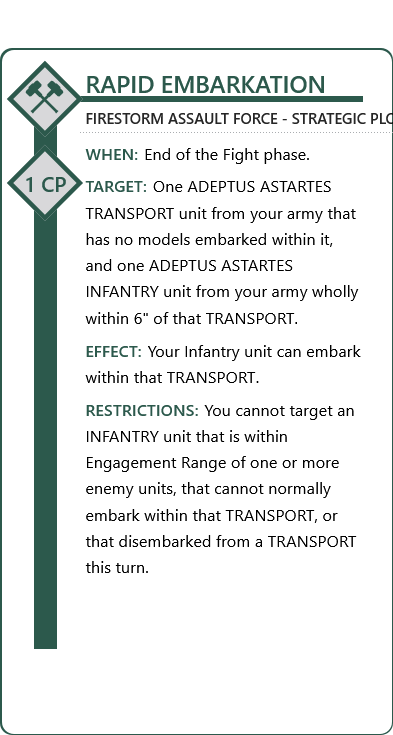 RAPID EMBARKATION
FIRESTORM ASSAULT FORCE - STRATEGIC
1 CP
WHEN: End of the Fight phase.
TARGET: One ADEPTUS ASTARTES
TRANSPORT unit from your army that
has no models embarked within it,
and one ADEPTUS ASTARTES
INFANTRY unit from your army wholly
within 6" of that TRANSPORT.
EFFECT: Your Infantry unit can embark
within that TRANSPORT.
RESTRICTIONS: You cannot target an
INFANTRY unit that is within
Engagement Range of one or more
enemy units, that cannot normally
embark within that TRANSPORT, or
that disembarked from a TRANSPORT
this turn.